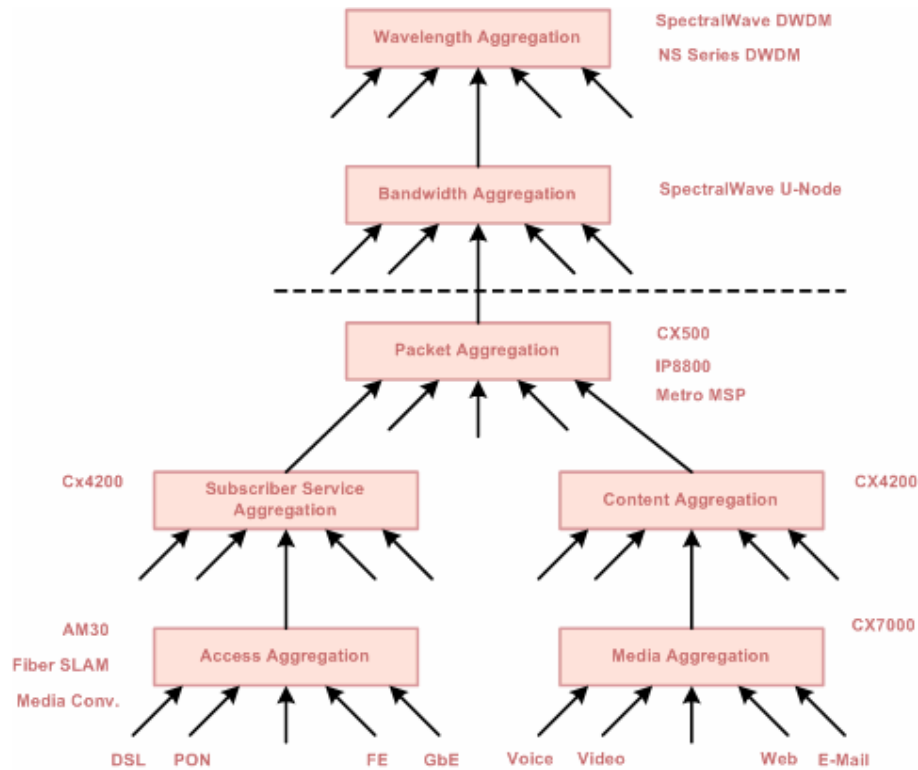 Wavelength Aggregation
SpectralWave DWDM
NS Series DWDM
Bandwidth Aggregation
SpectralWave U-Node
Packet Aggregation
CX500
IP8800
Metro MSP
Cx4200
Subscriber Service
Aggregation
Content Aggregation
CX4200
AM30
Fiber SLAM
Media Conv.
Access Aggregation
Media Aggregation
CX7000
DSL
PON
FE
GbE
Voice
Video
Web
E-Mail